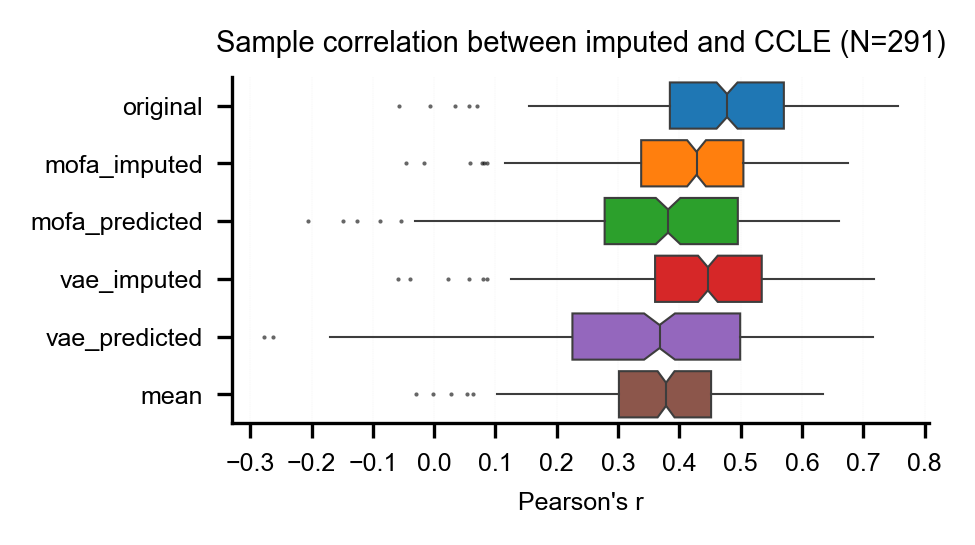 Sample correlation between imputed and CCLE (N=291)
original
mofa_imputed
mofa_predicted
vae_imputed
vae_predicted
mean
−0.3 −0.2 −0.1 0.0 0.1 0.2 0.3 0.4 0.5 0.6 0.7 0.8
Pearson's r